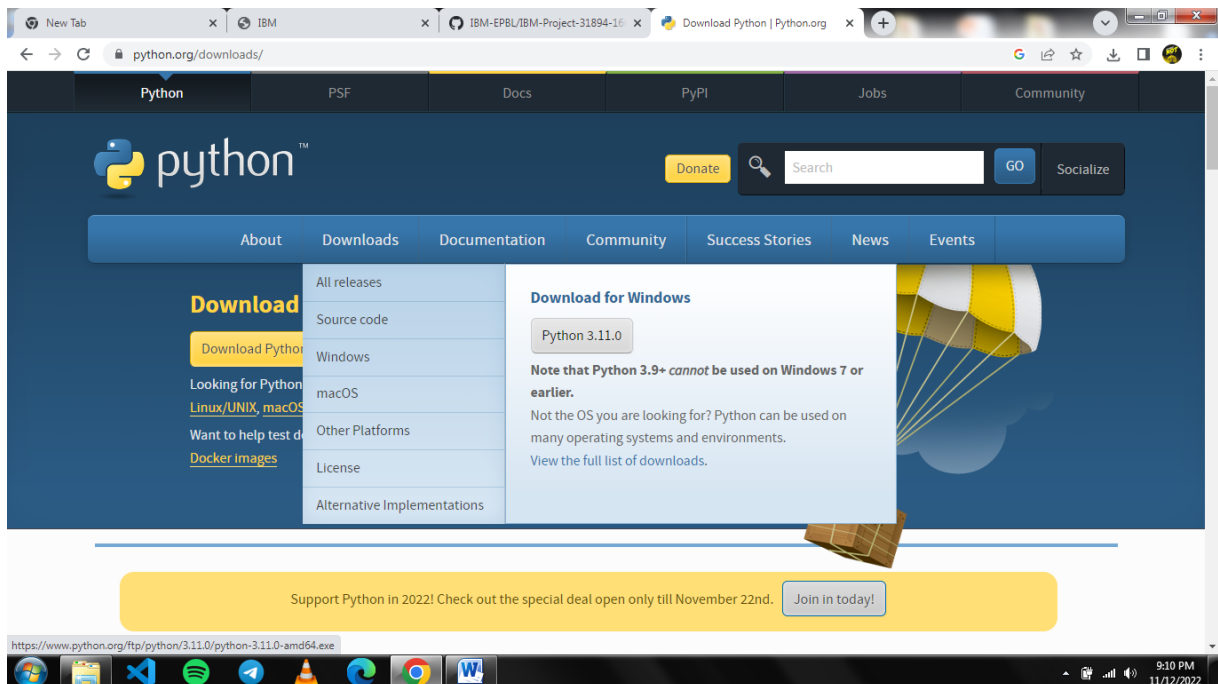 New Tab
IBM
IBM-EPBL/IBM-Project-31894-16
Download Python | Python.org
python.org/downloads/
Python
PSF
Docs
PyPI
Jobs
Community
python™
Donate
Search
GO
Socialize
About
Downloads
Documentation
Community
Success Stories
News
Events
All releases
Source code
Windows
macOS
Other Platforms
License
Alternative Implementations
Download for Windows
Python 3.11.0
Note that Python 3.9+ cannot be used on Windows 7 or
earlier.
Not the OS you are looking for? Python can be used on
many operating systems and environments.
View the full list of downloads.
Download
Download Python
Looking for Python
Linux/UNIX, macOS
Want to help test de
Docker images
Support Python in 2022! Check out the special deal open only till November 22nd.
Join in today!
https://www.python.org/ftp/python/3.11.0/python-3.11.0-amd64.exe
9:10 PM
11/12/2022